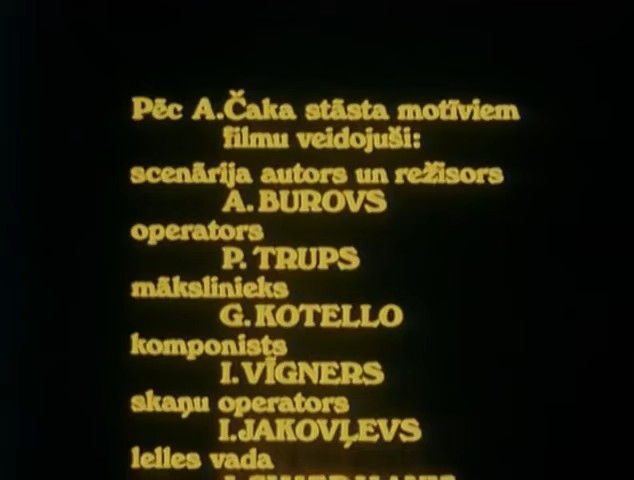 Pēc A.Čaka stāsta motīviem
filmu veidojuši:
scenārija autors un režisors
A. BUROVS
operators
P. TRUPS
mākslinieks
G. KOTELLO
komponists
I. VĪGNERS
skaņu operators
I. JAKOVĻEVS
lelles vada